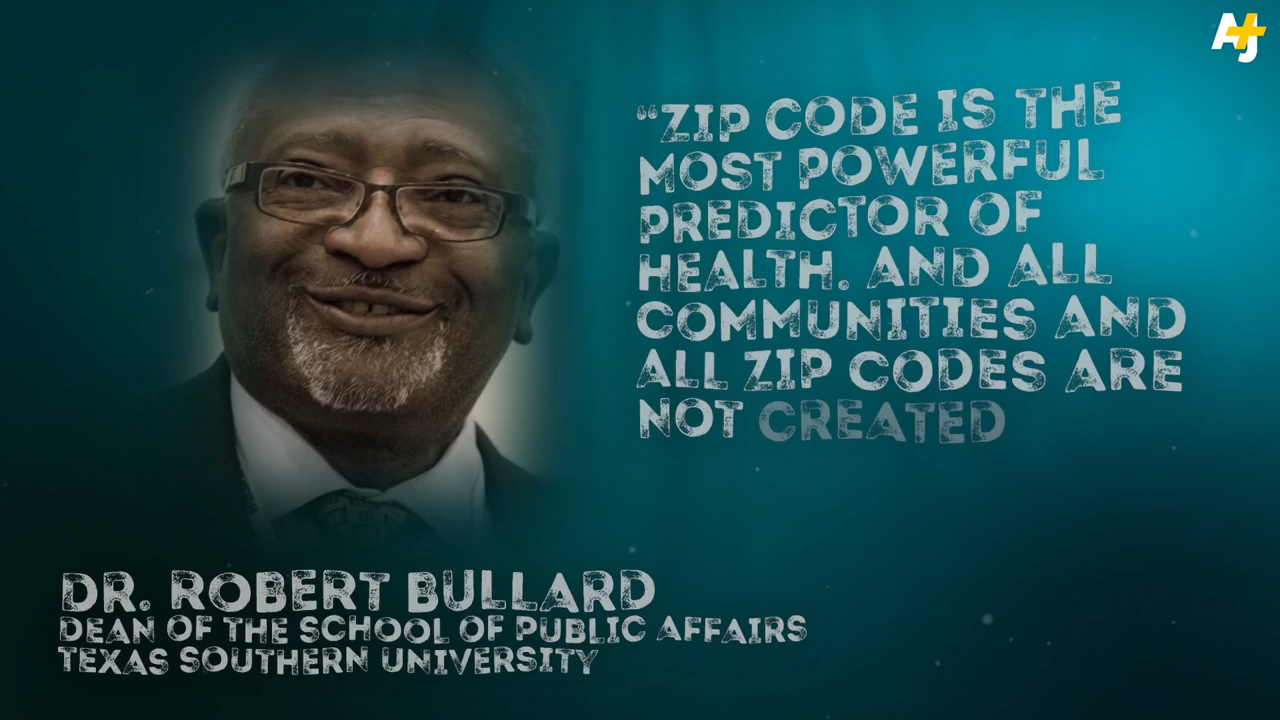 AJ+
“ZIP CODE IS THE
MOST POWERFUL
PREDICTOR OF
HEALTH. AND ALL
COMMUNITIES AND
ALL ZIP CODES ARE
NOT CREATED
DR. ROBERT BULLARD
DEAN OF THE SCHOOL OF PUBLIC AFFAIRS
TEXAS SOUTHERN UNIVERSITY